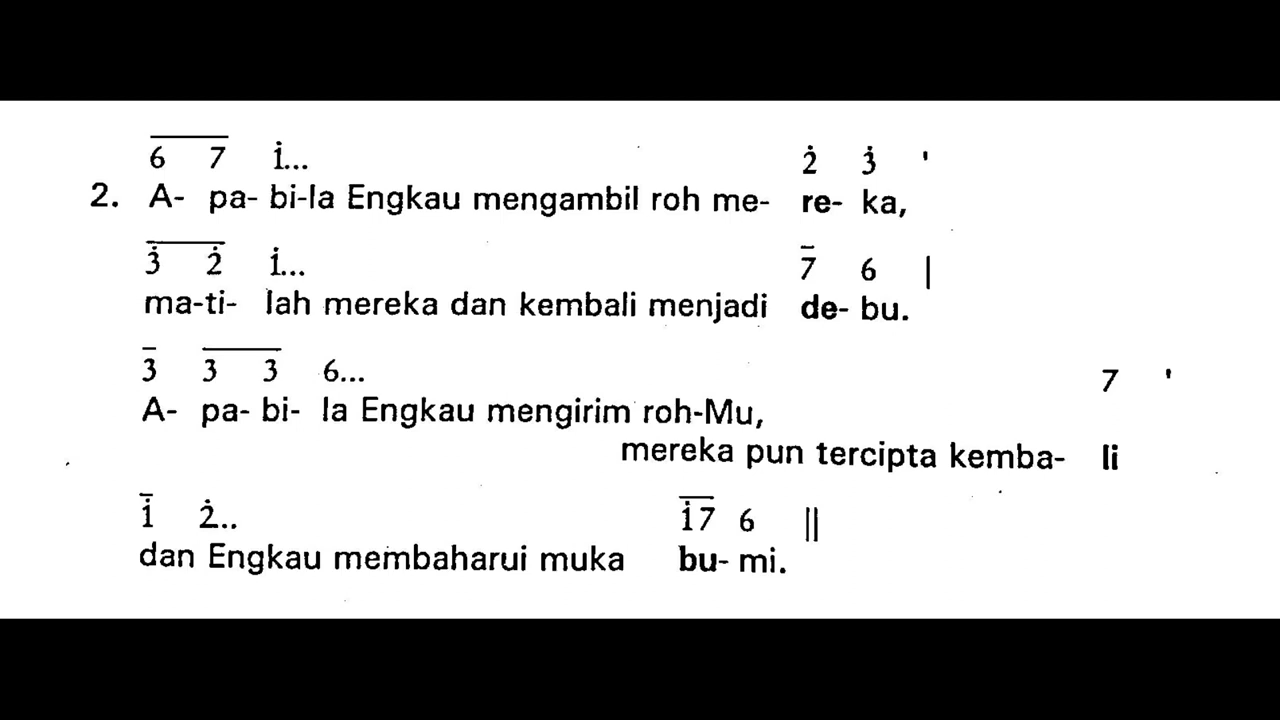 6 7 i̇... 2̇ 3̇ '
2. A- pa- bi-la Engkau mengambil roh me- re- ka,
3̇ 2̇ i̇... 7 6 |
ma-ti- lah mereka dan kembali menjadi de- bu.
3 3 3 6... 7 '
A- pa- bi- la Engkau mengirim roh-Mu,
mereka pun tercipta kemba- li
1̇ 2̇.. 1̇7 6 ||
dan Engkau membaharui muka bu- mi.